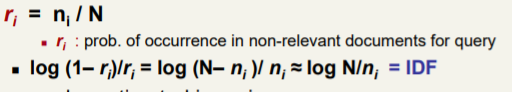 rᵢ = nᵢ / N
▪ rᵢ : prob. of occurrence in non-relevant documents for query
▪ log (1– rᵢ)/rᵢ = log (N– nᵢ )/ nᵢ ≈ log N/nᵢ = IDF